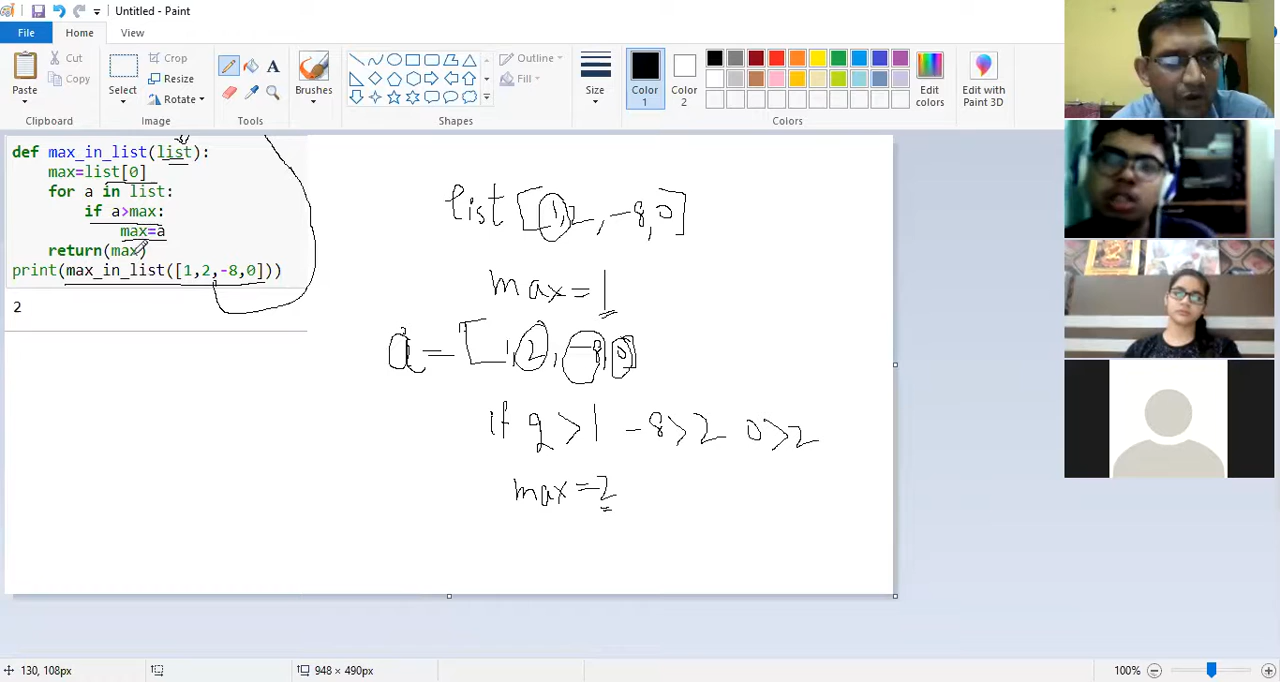 Untitled - Paint
File Home View
Cut
Copy
Paste
Clipboard
Crop
Resize
Rotate
Select
Image
A
Tools
Brushes
Outline
Fill
Shapes
Size
Color 1
Color 2
Edit colors
Edit with Paint 3D
Colors
def max_in_list(list):
max=list[0]
for a in list:
if a>max:
max=a
return(max)
print(max_in_list([1,2,-8,0]))
2
list [1,2,-8,0]
max=1
a=[1,2,-8,0]
if 2>1 -8>2 0>2
max=2
130, 108px
948 × 490px
100%